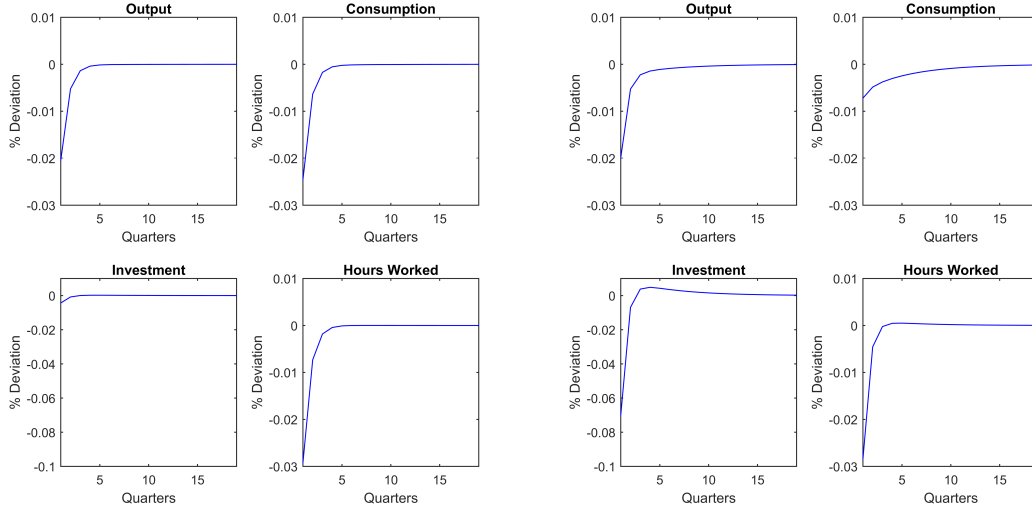 Output
0.01
0
-0.01
-0.02
-0.03
% Deviation
5
10
15
Quarters
Consumption
0.01
0
-0.01
-0.02
-0.03
% Deviation
5
10
15
Quarters
Output
0.01
0
-0.01
-0.02
-0.03
% Deviation
5
10
15
Quarters
Consumption
0.01
0
-0.01
-0.02
-0.03
% Deviation
5
10
15
Quarters
Investment
0
-0.02
-0.04
-0.06
-0.08
-0.1
% Deviation
5
10
15
Quarters
Hours Worked
0.01
0
-0.01
-0.02
-0.03
% Deviation
5
10
15
Quarters
Investment
0
-0.02
-0.04
-0.06
-0.08
-0.1
% Deviation
5
10
15
Quarters
Hours Worked
0.01
0
-0.01
-0.02
-0.03
% Deviation
5
10
15
Quarters